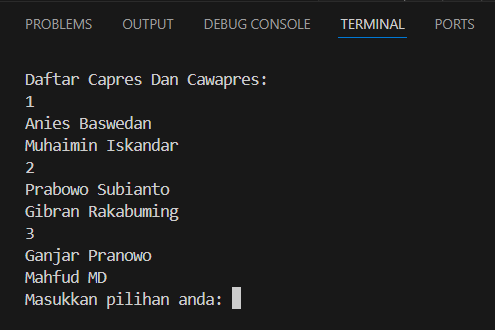 PROBLEMS OUTPUT DEBUG CONSOLE TERMINAL PORTS
Daftar Capres Dan Cawapres:
1
Anies Baswedan
Muhaimin Iskandar
2
Prabowo Subianto
Gibran Rakabuming
3
Ganjar Pranowo
Mahfud MD
Masukkan pilihan anda: